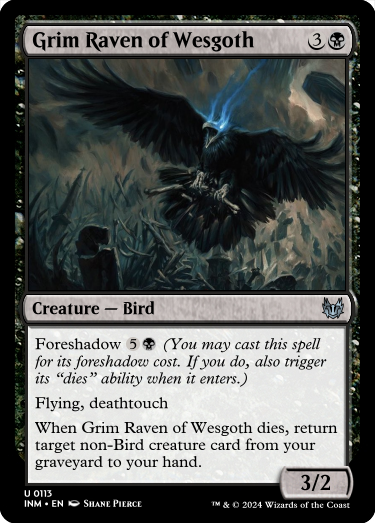 Grim Raven of Wesgoth 3
Creature — Bird
Foreshadow 5 (You may cast this spell
for its foreshadow cost. If you do, also trigger
its “dies” ability when it enters.)
Flying, deathtouch
When Grim Raven of Wesgoth dies, return
target non-Bird creature card from your
graveyard to your hand.
3/2
U 0113
INM • EN Shane Pierce
™ & © 2024 Wizards of the Coast